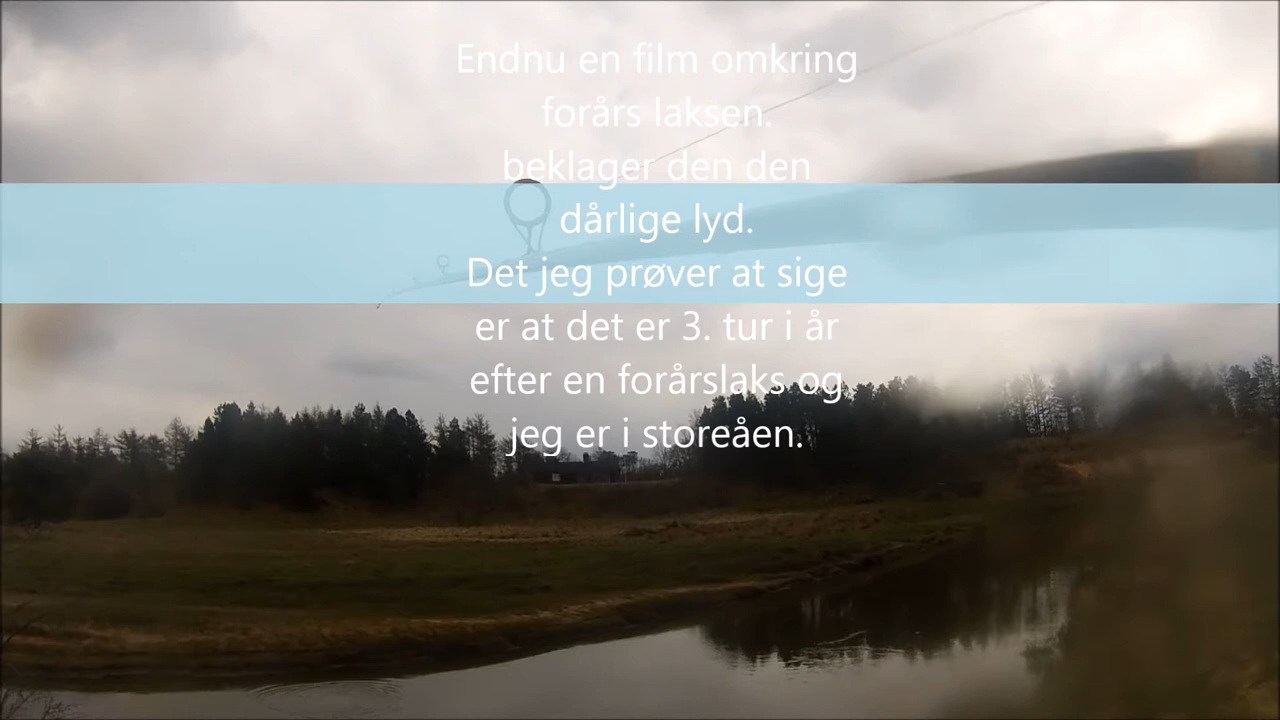 Endnu en film omkring
forårs laksen.
beklager den den
dårlige lyd.
Det jeg prøver at sige
er at det er 3. tur i år
efter en forårslaks og
jeg er i storeåen.